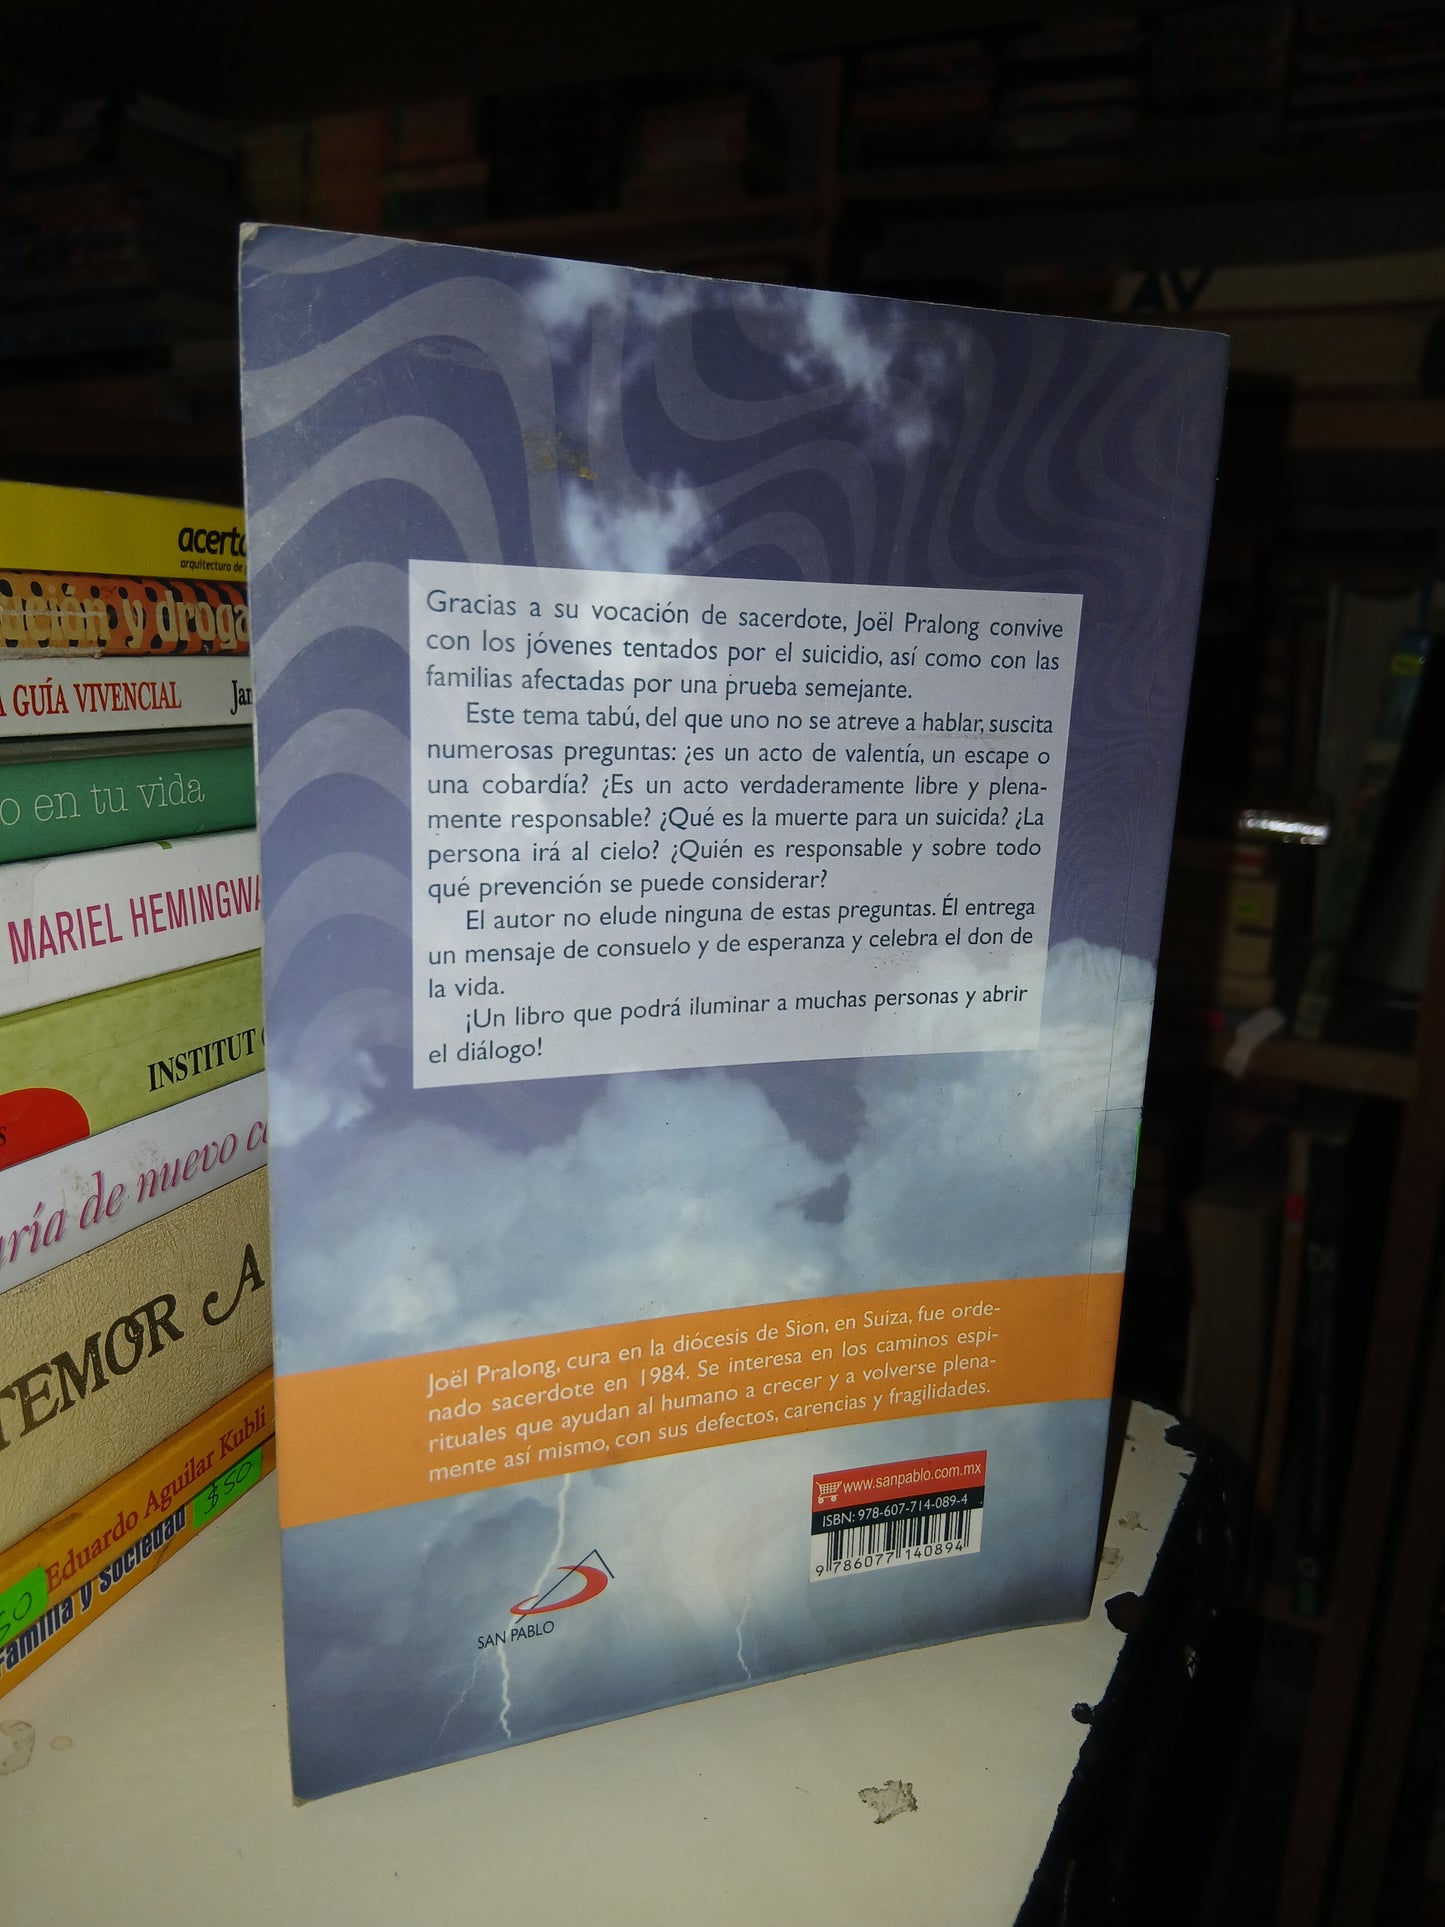 Gracias a su vocación de sacerdote, Joël Pralong convive
con los jóvenes tentados por el suicidio, así como con las
familias afectadas por una prueba semejante.
Este tema tabú, del que uno no se atreve a hablar, suscita
numerosas preguntas: ¿es un acto de valentía, un escape o
una cobardía? ¿Es un acto verdaderamente libre y plena-
mente responsable? ¿Qué es la muerte para un suicida? ¿La
persona irá al cielo? ¿Quién es responsable y sobre todo
qué prevención se puede considerar?
El autor no elude ninguna de estas preguntas. Él entrega
un mensaje de consuelo y de esperanza y celebra el don de
la vida.
¡Un libro que podrá iluminar a muchas personas y abrir
el diálogo!
Joël Pralong, cura en la diócesis de Sion, en Suiza, fue orde-
nado sacerdote en 1984. Se interesa en los caminos espi-
rituales que ayudan al humano a crecer y a volverse plena-
mente así mismo, con sus defectos, carencias y fragilidades.
www.sanpablo.com.mx
ISBN: 978-607-714-089-4
9 786077 140894
SAN PABLO
arquitectura de
y droga
GUÍA VIVENCIAL
o en tu vida
MARIEL HEMINGWA
INSTITUT
de nuevo
TEMOR A
Eduardo Aguilar Kubli
$50
Familia y Sociedad
AV